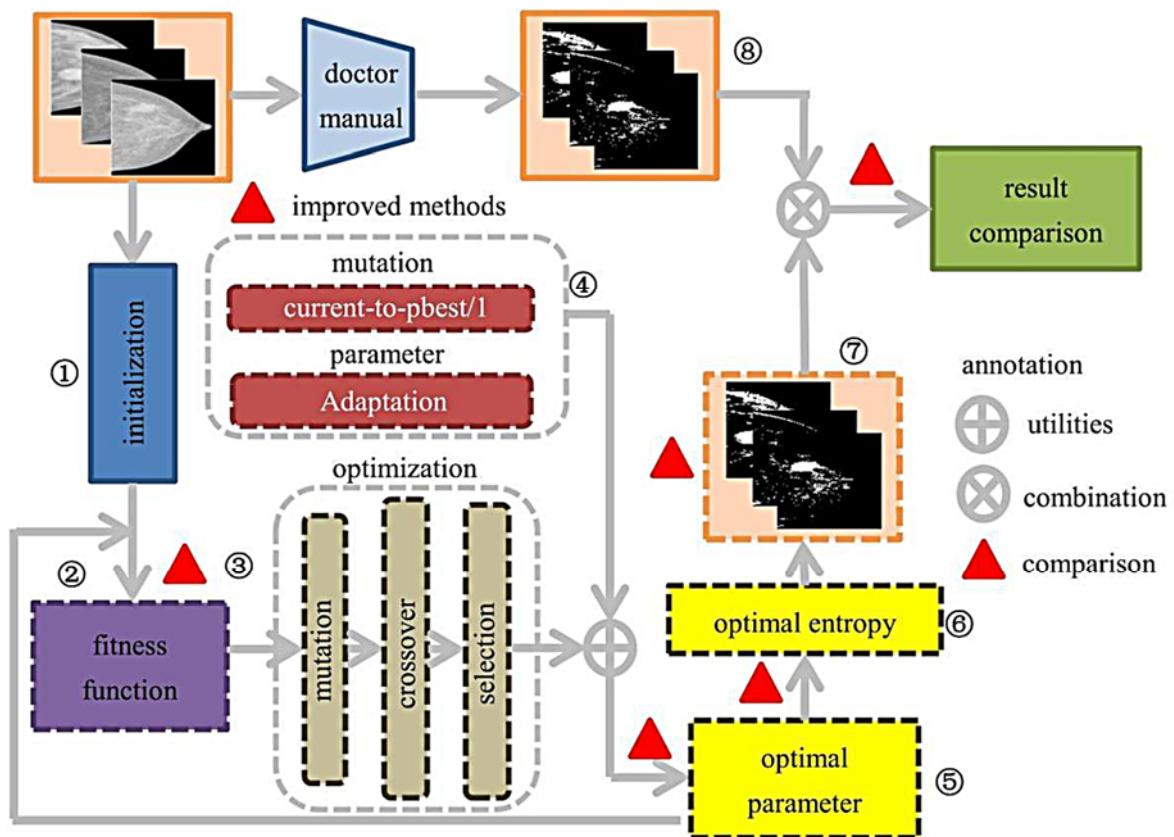 doctor
manual
⑧
result
comparison
improved methods
mutation
④
current-to-pbest/1
parameter
Adaptation
①
initialization
⑦
annotation
utilities
combination
comparison
optimization
②
③
fitness
function
mutation
crossover
selection
optimal entropy
⑥
optimal
parameter
⑤